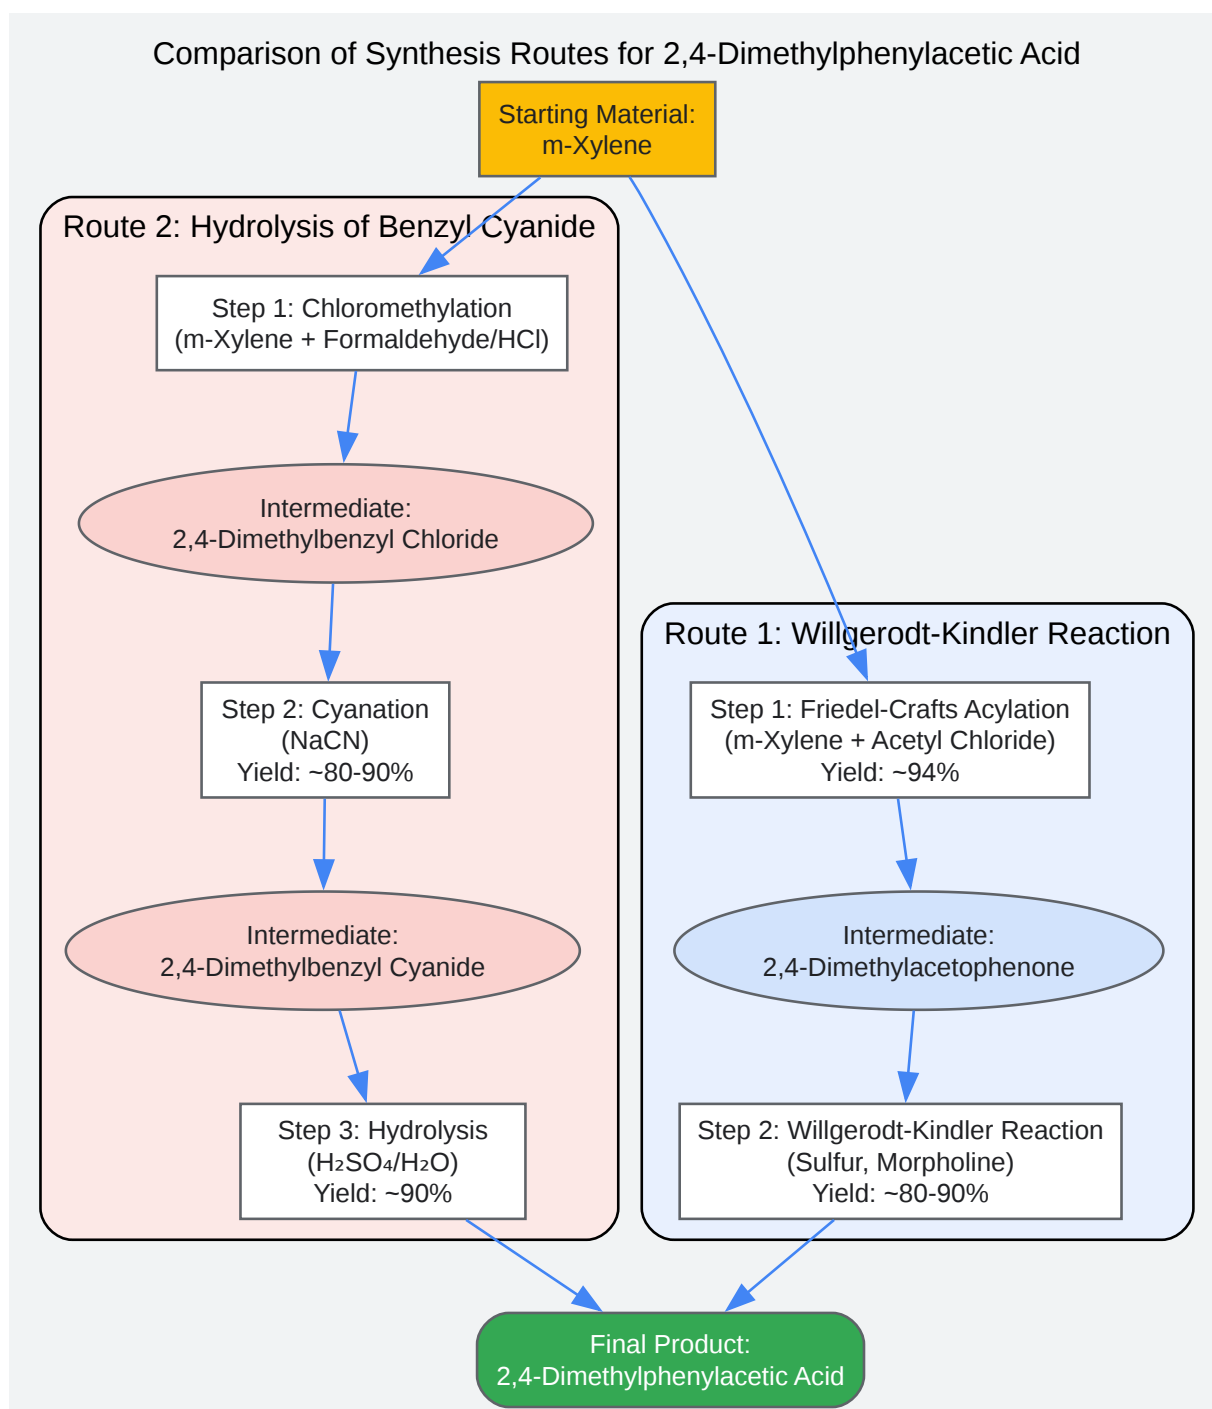 Comparison of Synthesis Routes for 2,4-Dimethylphenylacetic Acid
Starting Material:
m-Xylene
Route 2: Hydrolysis of Benzyl Cyanide
Step 1: Chloromethylation
(m-Xylene + Formaldehyde/HCl)
Intermediate:
2,4-Dimethylbenzyl Chloride
Step 2: Cyanation
(NaCN)
Yield: ~80-90%
Intermediate:
2,4-Dimethylbenzyl Cyanide
Step 3: Hydrolysis
(H₂SO₄/H₂O)
Yield: ~90%
Route 1: Willgerodt-Kindler Reaction
Step 1: Friedel-Crafts Acylation
(m-Xylene + Acetyl Chloride)
Yield: ~94%
Intermediate:
2,4-Dimethylacetophenone
Step 2: Willgerodt-Kindler Reaction
(Sulfur, Morpholine)
Yield: ~80-90%
Final Product:
2,4-Dimethylphenylacetic Acid